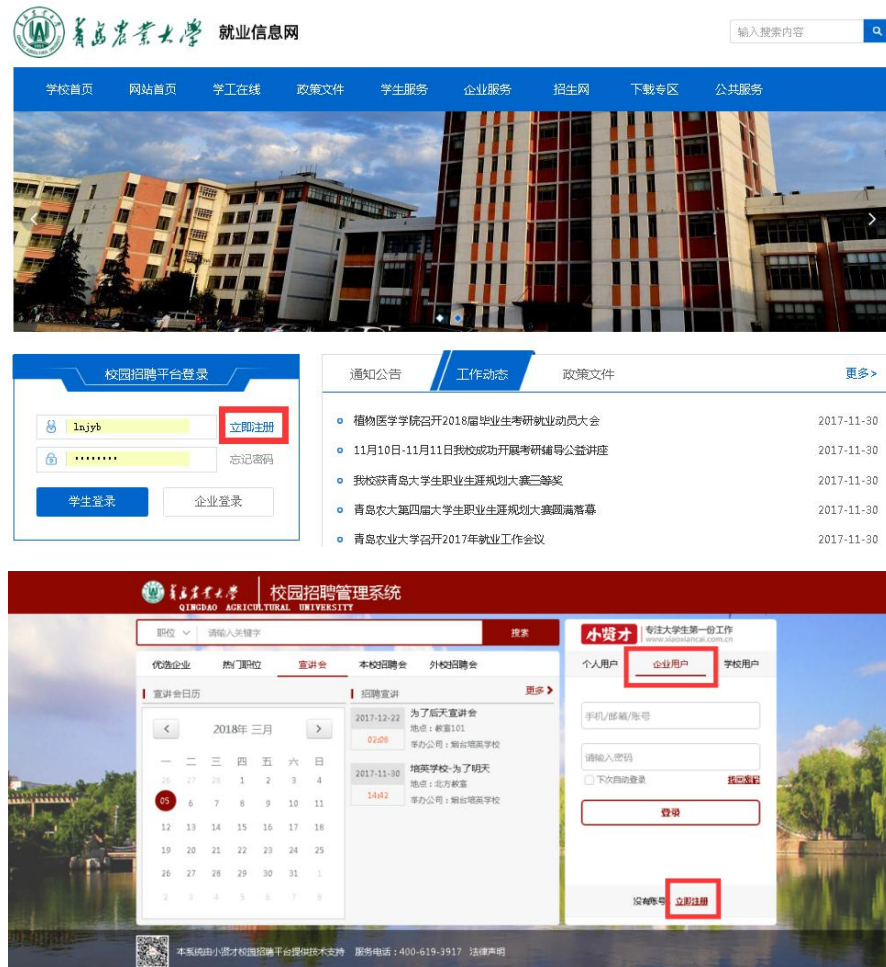 青岛农业大学 就业信息网
输入搜索内容
学校首页 网站首页 学工在线 政策文件 学生服务 企业服务 招生网 下载专区 公共服务
校园招聘平台登录
lnjyb 立即注册
•••••••• 忘记密码
学生登录 企业登录
通知公告 工作动态 政策文件 更多>
植物医学学院召开2018届毕业生考研就业动员大会 2017-11-30
11月10日-11月11日我校成功开展考研辅导公益讲座 2017-11-30
我校获青岛大学生职业生涯规划大赛三等奖 2017-11-30
青岛农大第四届大学生职业生涯规划大赛圆满落幕 2017-11-30
青岛农业大学召开2017年就业工作会议 2017-11-30
青岛农业大学 校园招聘管理系统
QINGDAO AGRICULTURAL UNIVERSITY
职位 请输入关键字 搜索
优选企业 热门职位 宣讲会 本校招聘会 外校招聘会
宣讲会日历
2018年 三月
一 二 三 四 五 六 日
26 27 28 1 2 3 4
05 6 7 8 9 10 11
12 13 14 15 16 17 18
19 20 21 22 23 24 25
26 27 28 29 30 31 1
2 3 4 5 6 7 8
招聘宣讲 更多
2017-12-22 为了后天宣讲会
地点：教室101
02:06 举办公司：烟台培英学校
2017-11-30 培英学校-为了明天
地点：北方教室
14:42 举办公司：烟台培英学校
小贤才 专注大学生第一份工作
www.xiaoxiancai.com.cn
个人用户 企业用户 学校用户
手机/邮箱/账号
请输入密码
下次自动登录 找回密码
登录
没有账号 立即注册
本系统由小贤才校园招聘平台提供技术支持 服务电话：400-619-3917 法律声明